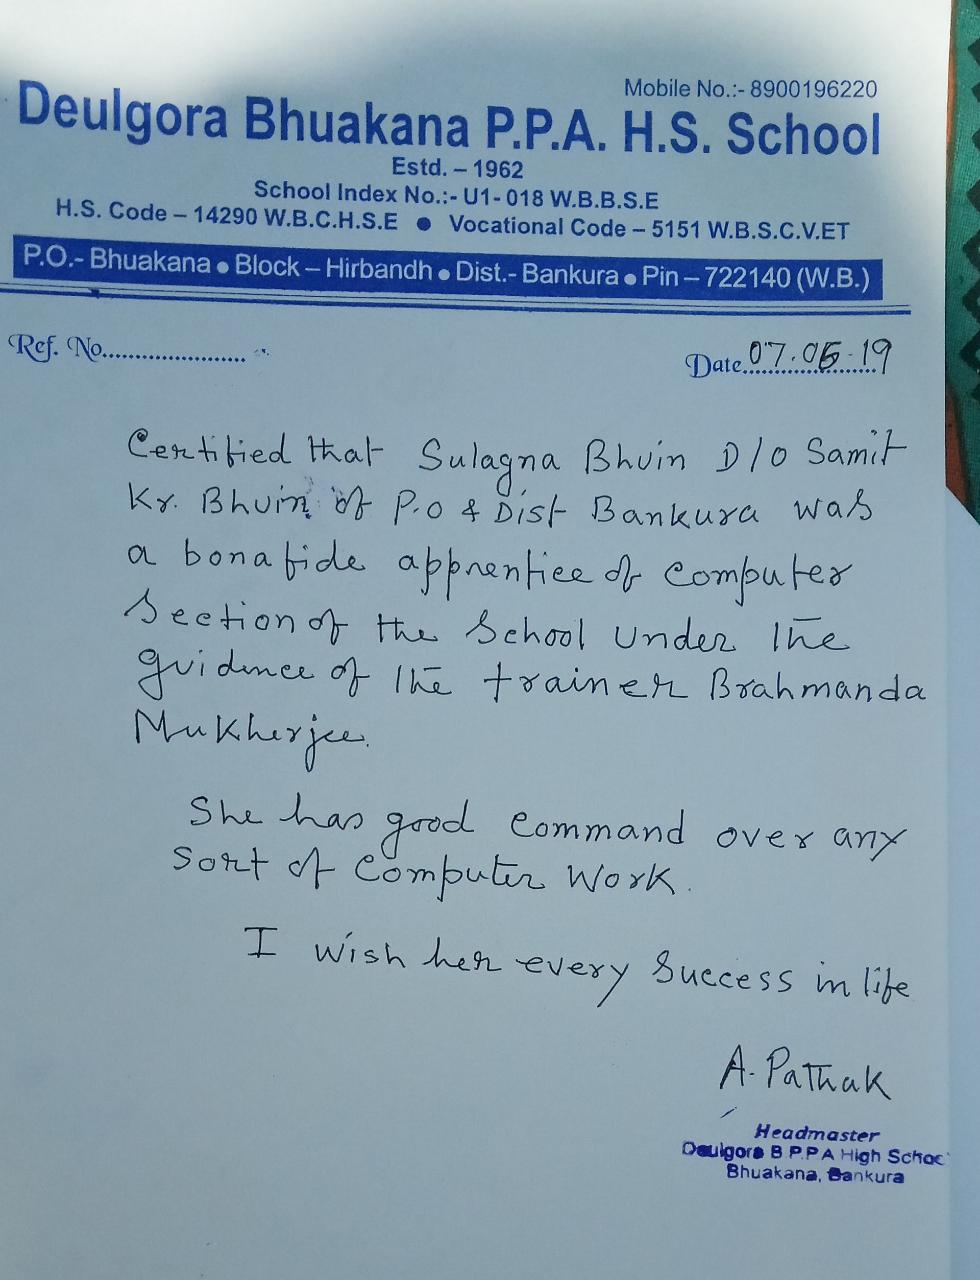 Mobile No.:- 8900196220
Deulgora Bhuakana P.P.A. H.S. School
Estd. – 1962
School Index No.:- U1- 018 W.B.B.S.E
H.S. Code – 14290 W.B.C.H.S.E ● Vocational Code – 5151 W.B.S.C.V.ET
P.O.- Bhuakana ● Block – Hirbandh ● Dist.- Bankura ● Pin – 722140 (W.B.)
Ref. No......................
Date 07.06.19
Certified that Sulagna Bhuin D/O Samit
Kr. Bhuin of P.O & Dist Bankura was
a bonafide apprentice of Computer
Section of the School under the
guidence of the trainer Brahmanda
Mukherjee.
She has good command over any
sort of Computer Work.
I wish her every success in life
A. Pathak
Headmaster
Deulgora B P.P A High Schoo
Bhuakana, Bankura